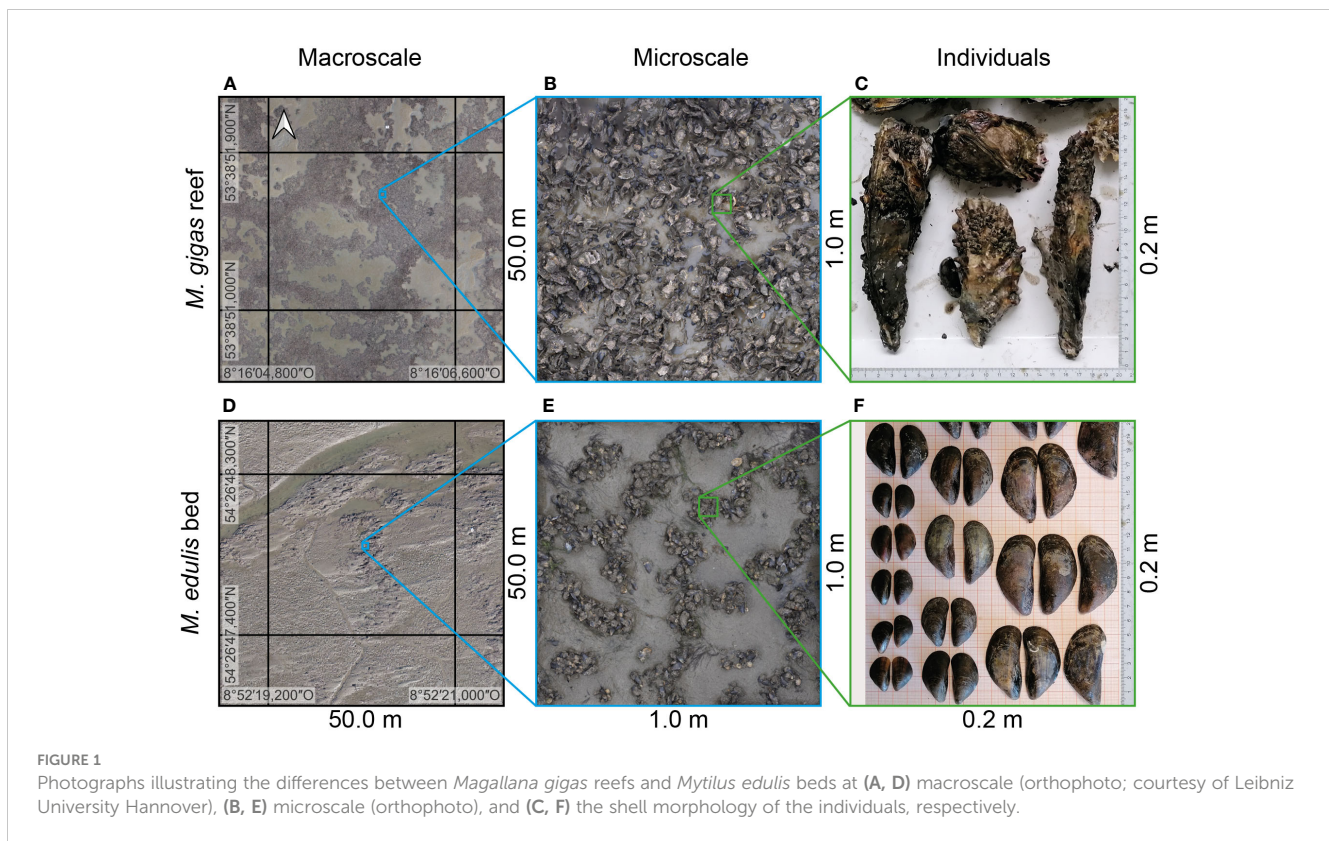 Macroscale
Microscale
Individuals
A
B
C
M. gigas reef
53°38'51,900"N
53°38'51,000"N
8°16'04,800"O
8°16'06,600"O
50.0 m
1.0 m
0.2 m
D
E
F
M. edulis bed
54°26'48,300"N
54°26'47,400"N
8°52'19,200"O
8°52'21,000"O
50.0 m
1.0 m
0.2 m
50.0 m
1.0 m
0.2 m
FIGURE 1
Photographs illustrating the differences between Magallana gigas reefs and Mytilus edulis beds at (A, D) macroscale (orthophoto; courtesy of Leibniz
University Hannover), (B, E) microscale (orthophoto), and (C, F) the shell morphology of the individuals, respectively.